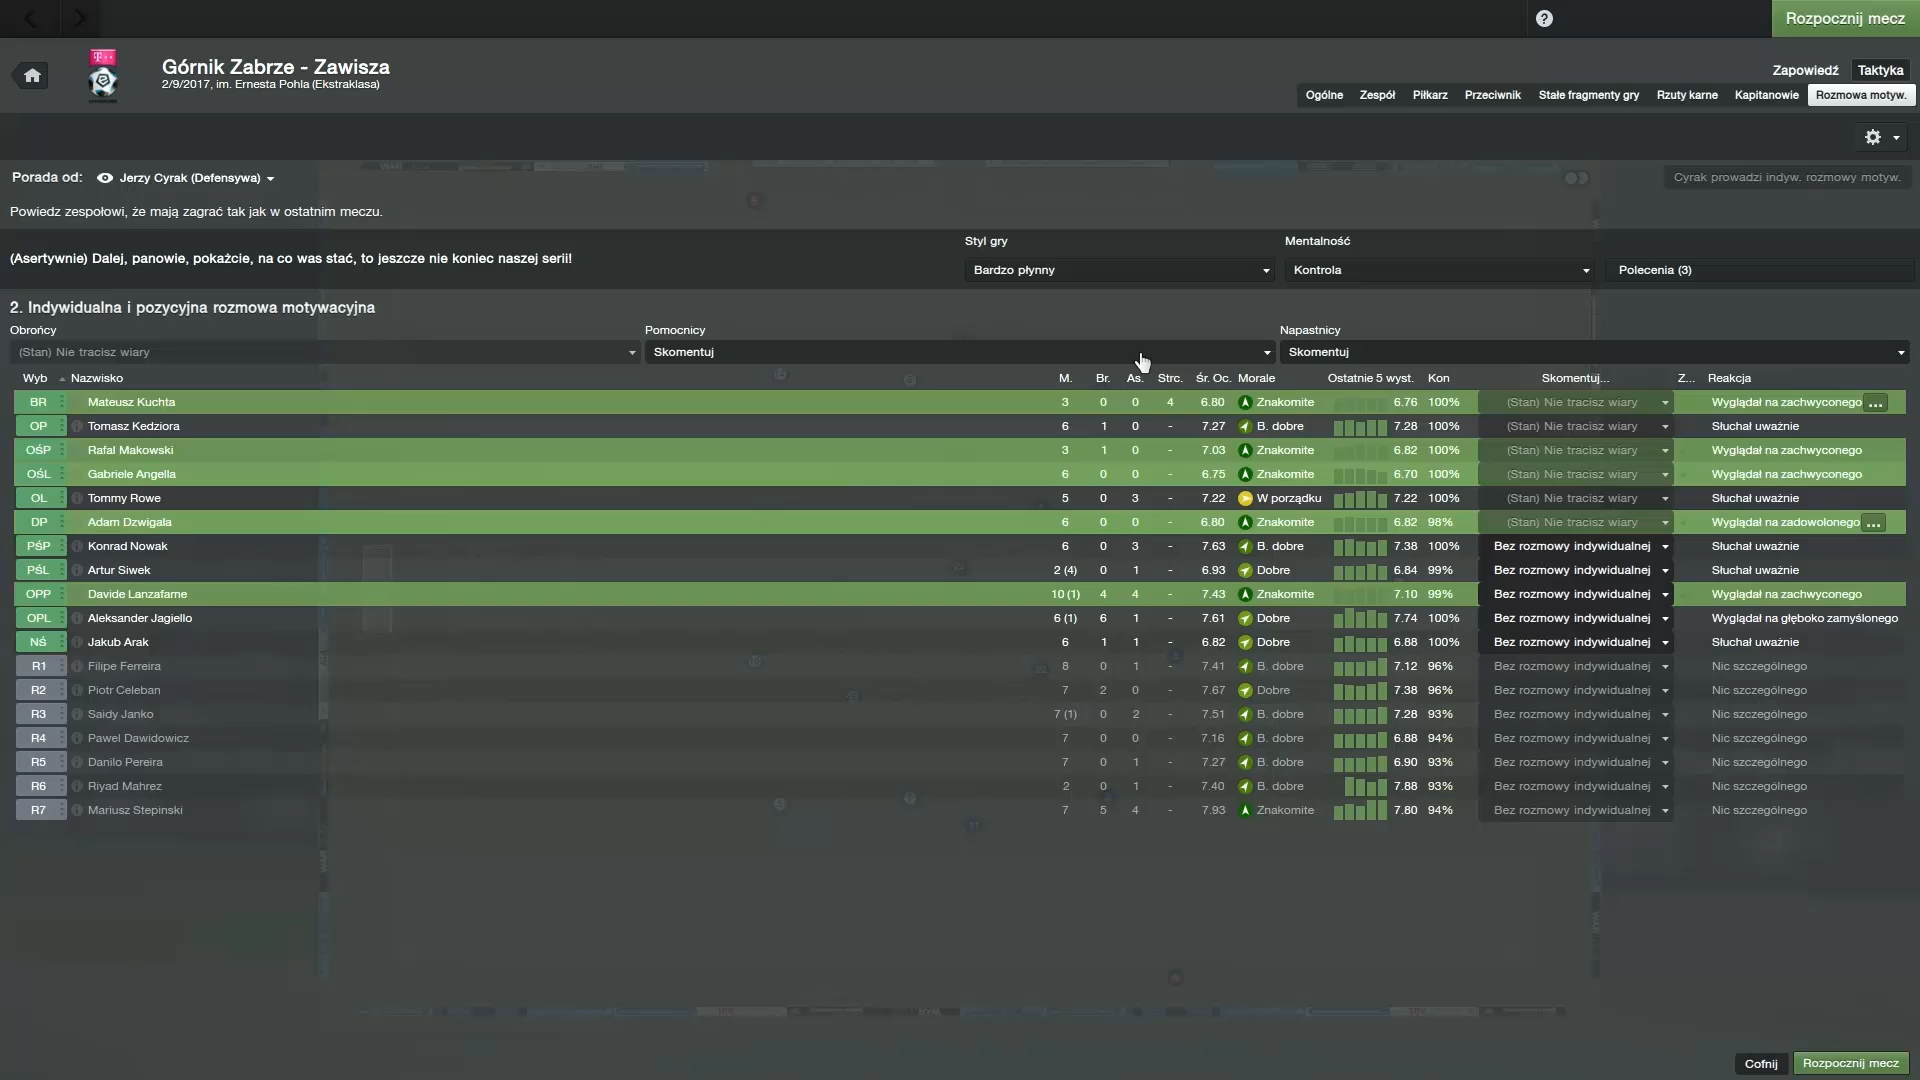 Rozpocznij mecz
Górnik Zabrze - Zawisza
2/9/2017, im. Ernesta Pohla (Ekstraklasa)
Zapowiedź Taktyka
Ogólne Zespół Piłkarz Przeciwnik Stałe fragmenty gry Rzuty karne Kapitanowie Rozmowa motyw.
Porada od: Jerzy Cyrak (Defensywa) Cyrak prowadzi indyw. rozmowy motyw.
Powiedz zespołowi, że mają zagrać tak jak w ostatnim meczu.
Styl gry Mentalność
(Asertywnie) Dalej, panowie, pokażcie, na co was stać, to jeszcze nie koniec naszej serii!
Bardzo płynny Kontrola Polecenia (3)
2. Indywidualna i pozycyjna rozmowa motywacyjna
Obrońcy Pomocnicy Napastnicy
(Stan) Nie tracisz wiary Skomentuj Skomentuj
Wyb Nazwisko M. Br. As. Strc. Śr. Oc. Morale Ostatnie 5 wyst. Kon Skomentuj... Z... Reakcja
BR Mateusz Kuchta 3 0 0 4 6.80 Znakomite 6.76 100% (Stan) Nie tracisz wiary Wyglądał na zachwyconego ...
OP Tomasz Kedziora 6 1 0 - 7.27 B. dobre 7.28 100% (Stan) Nie tracisz wiary Słuchał uważnie
OŚP Rafal Makowski 3 1 0 - 7.03 Znakomite 6.82 100% (Stan) Nie tracisz wiary Wyglądał na zachwyconego
OŚL Gabriele Angella 6 0 0 - 6.75 Znakomite 6.70 100% (Stan) Nie tracisz wiary Wyglądał na zachwyconego
OL Tommy Rowe 5 0 3 - 7.22 W porządku 7.22 100% (Stan) Nie tracisz wiary Słuchał uważnie
DP Adam Dzwigala 6 0 0 - 6.80 Znakomite 6.82 98% (Stan) Nie tracisz wiary Wyglądał na zadowolonego ...
PŚP Konrad Nowak 6 0 3 - 7.63 B. dobre 7.38 100% Bez rozmowy indywidualnej Słuchał uważnie
PŚL Artur Siwek 2 (4) 0 1 - 6.93 Dobre 6.84 99% Bez rozmowy indywidualnej Słuchał uważnie
OPP Davide Lanzafame 10 (1) 4 4 - 7.43 Znakomite 7.10 99% Bez rozmowy indywidualnej Wyglądał na zachwyconego
OPL Aleksander Jagiello 6 (1) 6 1 - 7.61 Dobre 7.74 100% Bez rozmowy indywidualnej Wyglądał na głęboko zamyślonego
NŚ Jakub Arak 6 1 1 - 6.82 Dobre 6.88 100% Bez rozmowy indywidualnej Słuchał uważnie
R1 Filipe Ferreira 8 0 1 - 7.41 B. dobre 7.12 96% Bez rozmowy indywidualnej Nic szczególnego
R2 Piotr Celeban 7 2 0 - 7.67 Dobre 7.38 96% Bez rozmowy indywidualnej Nic szczególnego
R3 Saidy Janko 7 (1) 0 2 - 7.51 B. dobre 7.28 93% Bez rozmowy indywidualnej Nic szczególnego
R4 Pawel Dawidowicz 7 0 0 - 7.16 B. dobre 6.88 94% Bez rozmowy indywidualnej Nic szczególnego
R5 Danilo Pereira 7 0 1 - 7.27 B. dobre 6.90 93% Bez rozmowy indywidualnej Nic szczególnego
R6 Riyad Mahrez 2 0 1 - 7.40 B. dobre 7.88 93% Bez rozmowy indywidualnej Nic szczególnego
R7 Mariusz Stepinski 7 5 4 - 7.93 Znakomite 7.80 94% Bez rozmowy indywidualnej Nic szczególnego
Cofnij Rozpocznij mecz